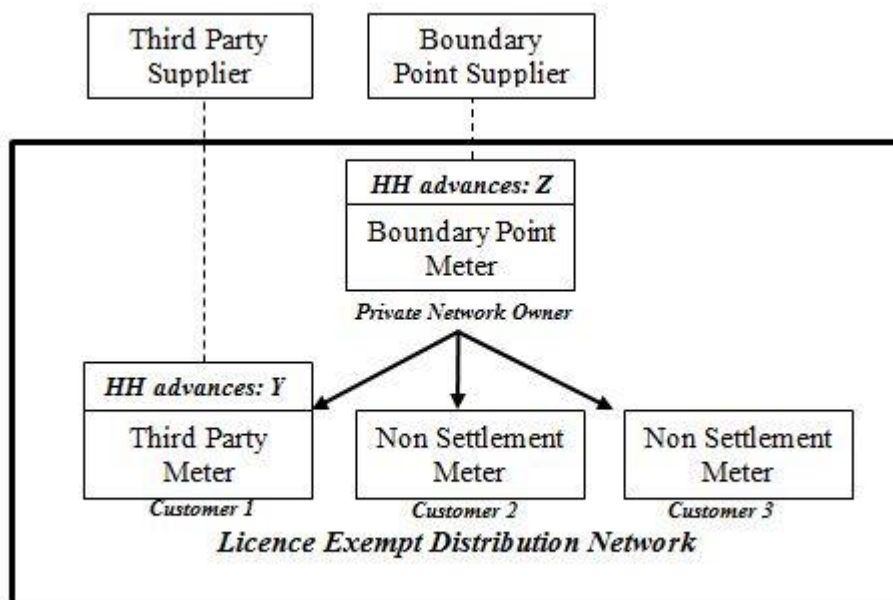 Third Party
Supplier
Boundary
Point Supplier
HH advances: Z
Boundary Point
Meter
Private Network Owner
HH advances: Y
Third Party
Meter
Customer 1
Non Settlement
Meter
Customer 2
Non Settlement
Meter
Customer 3
Licence Exempt Distribution Network